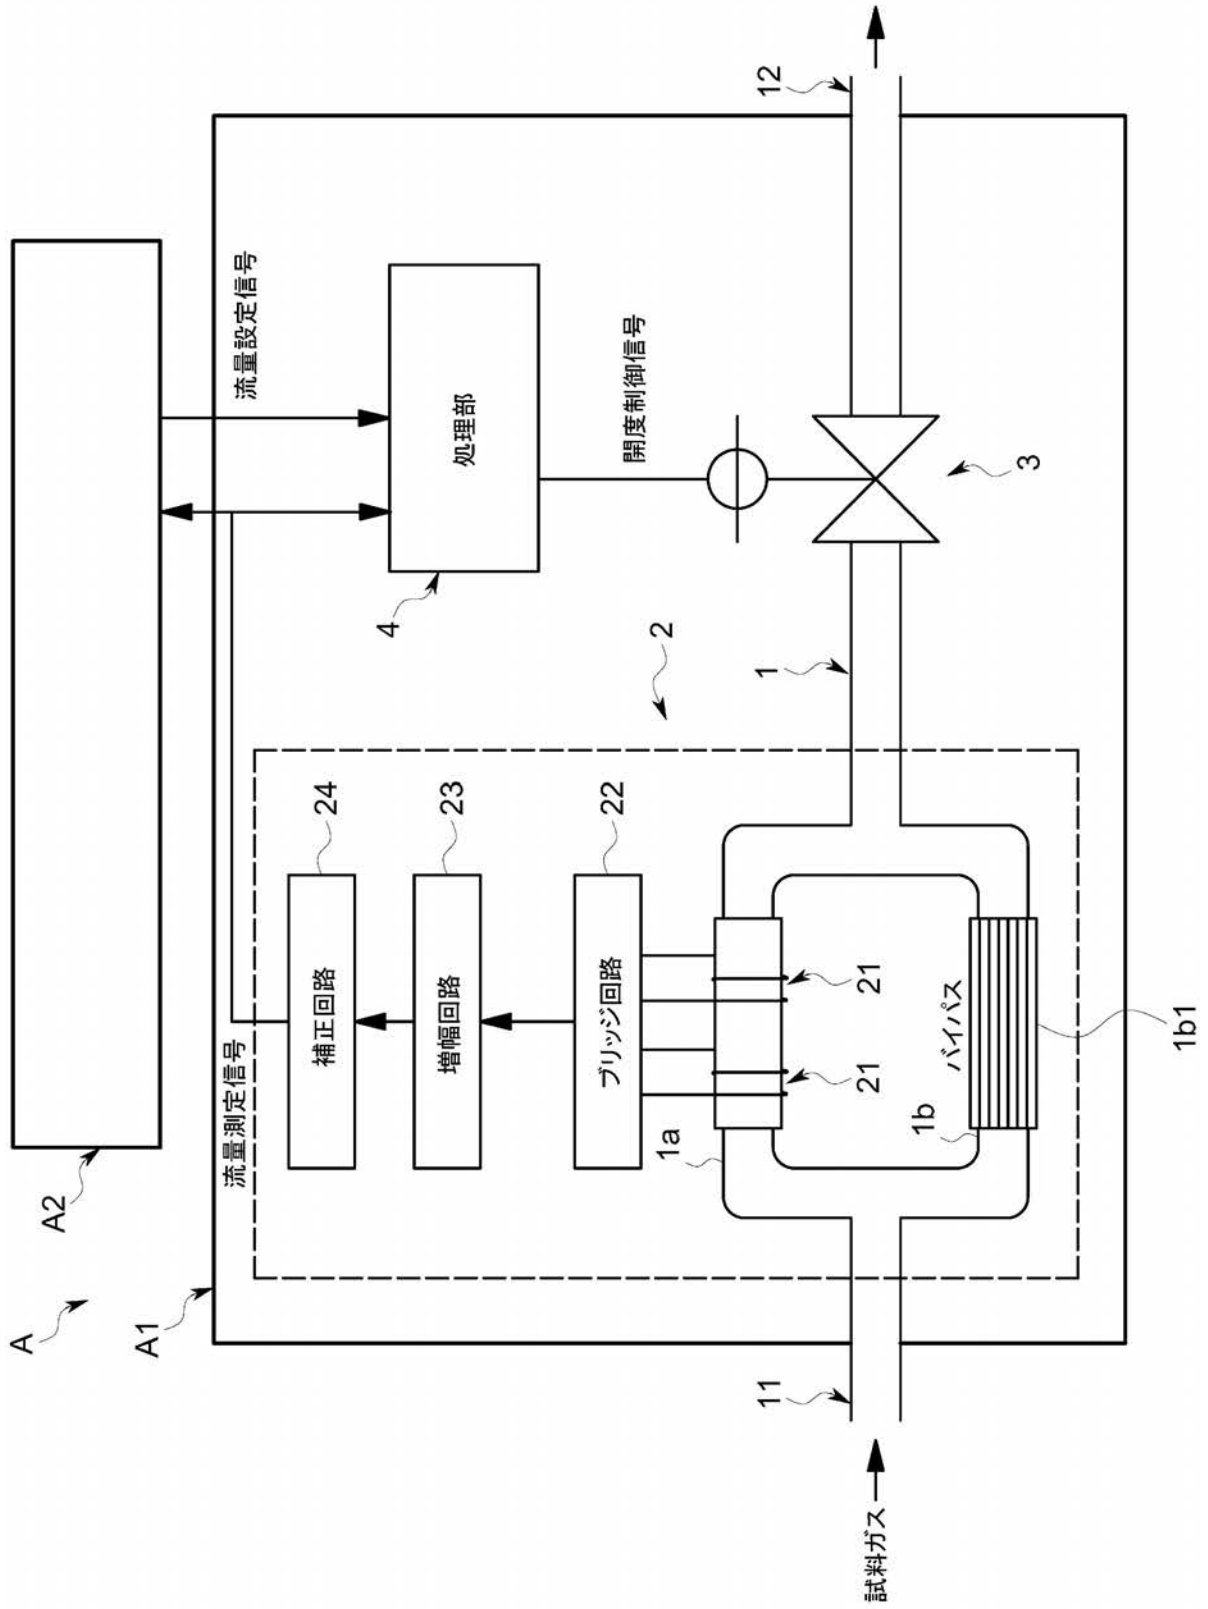 A
A2
A1
流量測定信号
流量設定信号
24
補正回路
23
増幅回路
22
ブリッジ回路
4
処理部
開度制御信号
2
21
21
1a
1b
バイパス
1b1
1
3
11
12
試料ガス